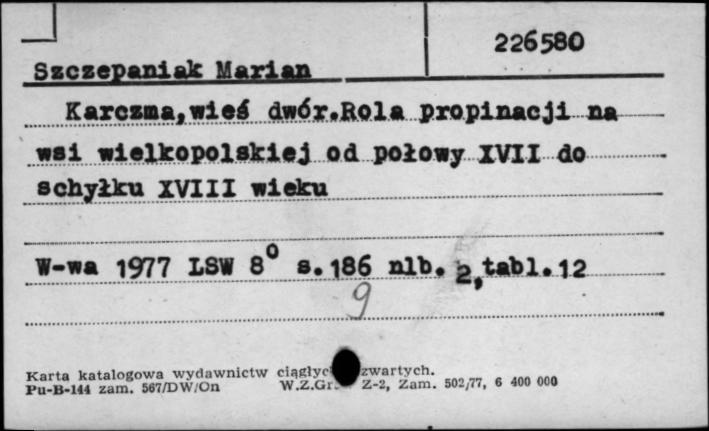 226580
Szczepaniak Marian
Karczma,wieś dwór.Rola propinacji na
wsi wielkopolskiej od połowy XVII do
schyłku XVIII wieku
W-wa 1977 LSW 8⁰ s.186 nlb. 2,tabl.12
9
Karta katalogowa wydawnictw zwartych.
Pu-B-144 zam. 567/DW/On W.Z.Gr. Z-2, Zam. 502/77, 6 400 000